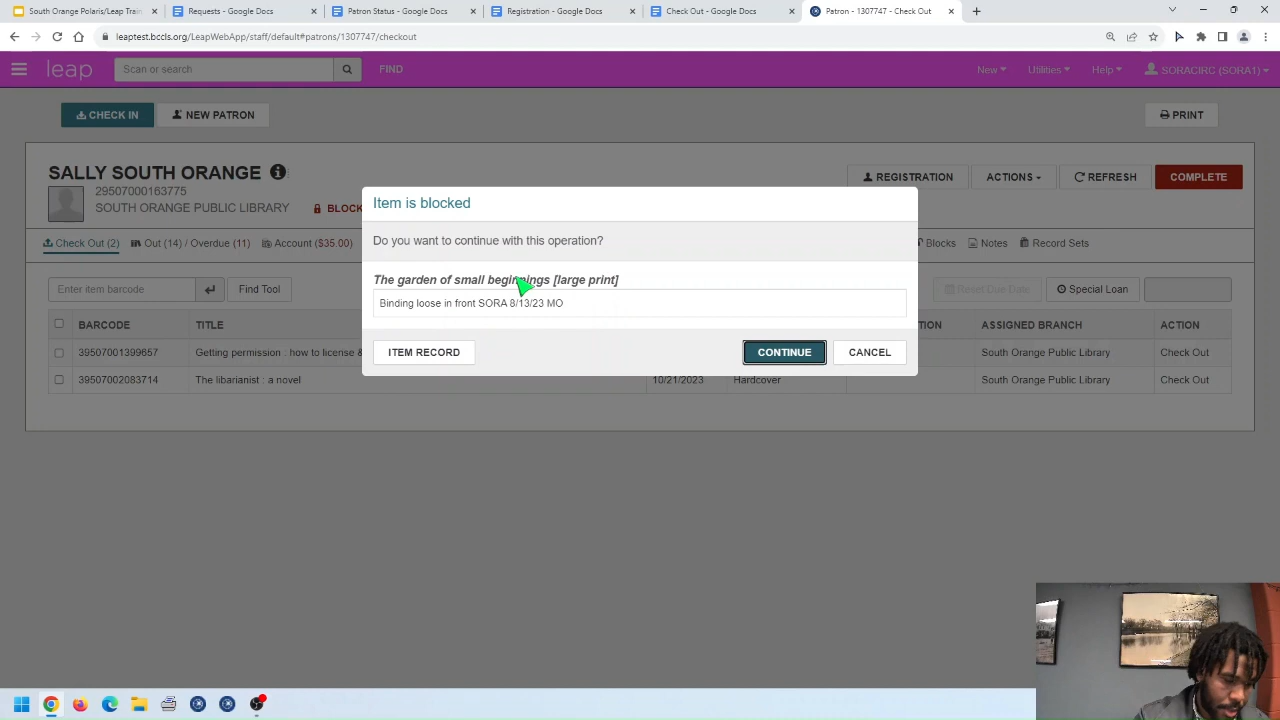 South Orange Polaris/Leap Train
Requests - Google Docs
Patron Status - Google Docs
Registration - Google Docs
Check Out - Google Docs
Patron - 1307747 - Check Out
leaptest.bccls.org/LeapWebApp/staff/default#patrons/1307747/checkout
leap
Scan or search
FIND
New
Utilities
Help
SORACIRC (SORA1)
CHECK IN
NEW PATRON
PRINT
SALLY SOUTH ORANGE
29507000163775
SOUTH ORANGE PUBLIC LIBRARY
BLOCK
REGISTRATION
ACTIONS
REFRESH
COMPLETE
Item is blocked
Do you want to continue with this operation?
The garden of small beginnings [large print]
Binding loose in front SORA 8/13/23 MO
ITEM RECORD
CONTINUE
CANCEL
Check Out (2)
Out (14) / Overdue (11)
Account ($35.00)
Blocks
Notes
Record Sets
Enter item barcode
Find Tool
Reset Due Date
Special Loan
BARCODE
TITLE
TION
ASSIGNED BRANCH
ACTION
39507001399657
Getting permission : how to license &
South Orange Public Library
Check Out
39507002083714
The librarianist : a novel
10/21/2023
Hardcover
South Orange Public Library
Check Out